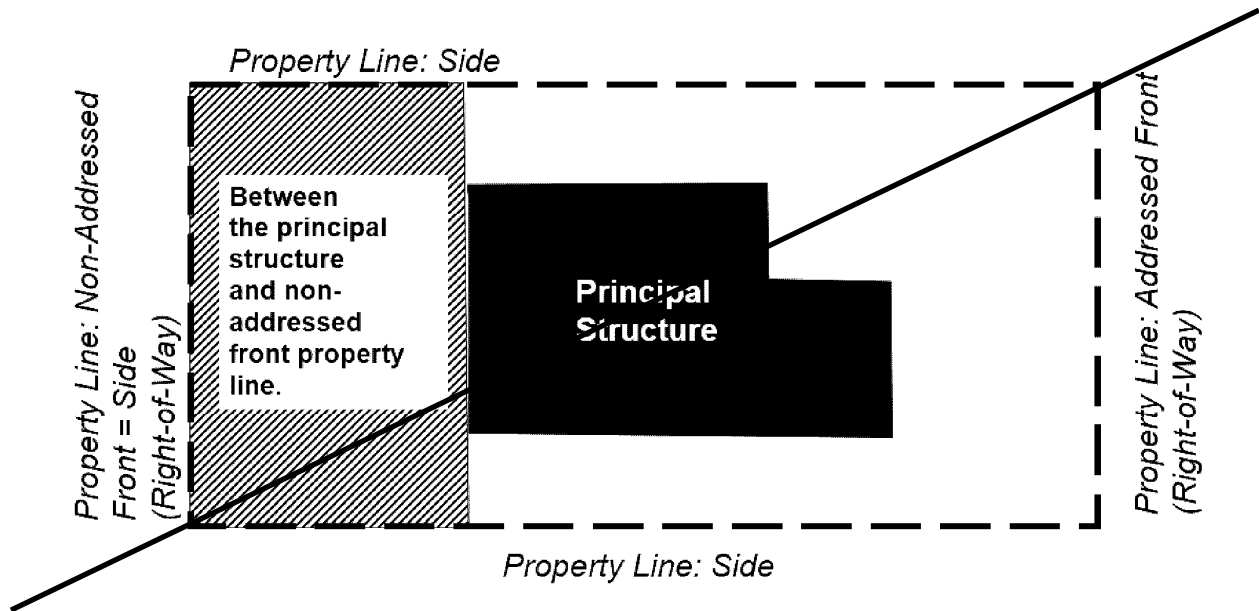 Property Line: Side
Property Line: Non-Addressed
Front = Side
(Right-of-Way)
Between
the principal
structure
and non-
addressed
front property
line.
Principal
Structure
Property Line: Addressed Front
(Right-of-Way)
Property Line: Side